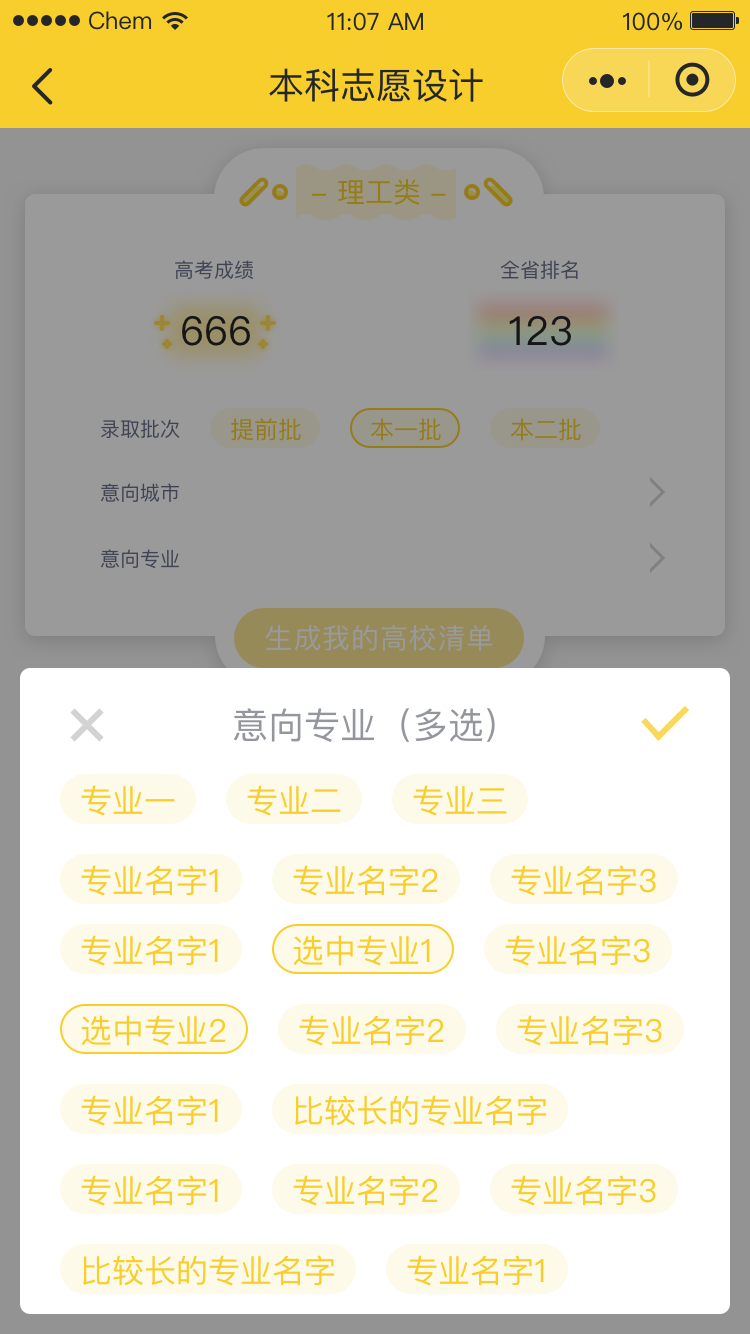 Chem 11:07 AM 100%
本科志愿设计
– 理工类 –
高考成绩 全省排名
666 123
录取批次 提前批 本一批 本二批
意向城市
意向专业
生成我的高校清单
意向专业（多选）
专业一 专业二 专业三
专业名字1 专业名字2 专业名字3
专业名字1 选中专业1 专业名字3
选中专业2 专业名字2 专业名字3
专业名字1 比较长的专业名字
专业名字1 专业名字2 专业名字3
比较长的专业名字 专业名字1